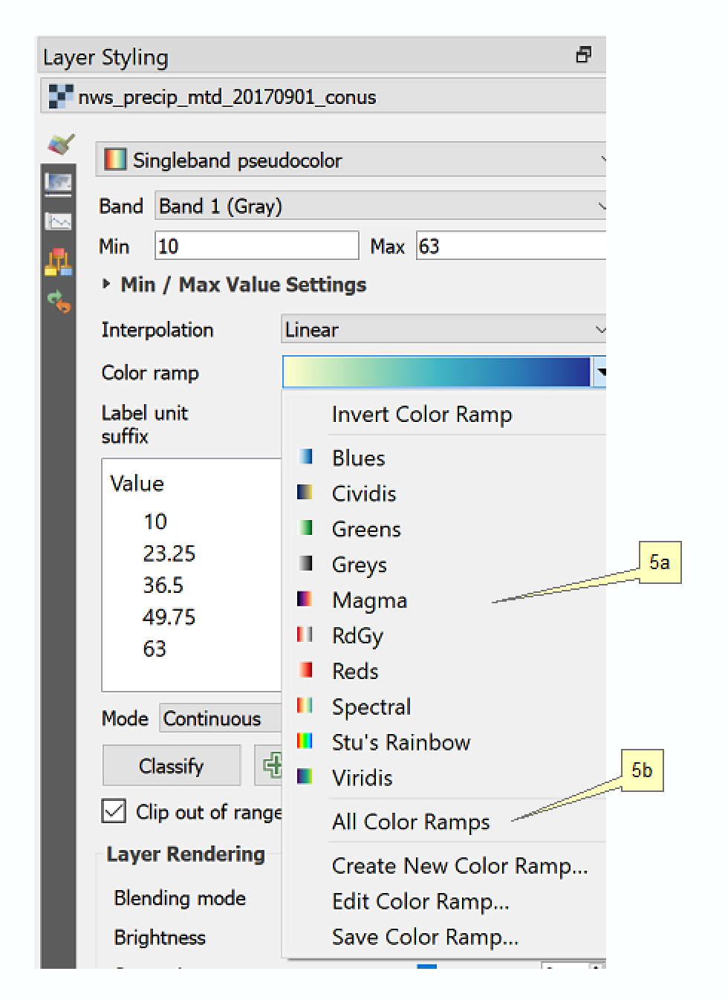 Layer Styling
nws_precip_mtd_20170901_conus
Singleband pseudocolor
Band Band 1 (Gray)
Min 10 Max 63
Min / Max Value Settings
Interpolation Linear
Color ramp
Label unit
suffix
Invert Color Ramp
Blues
Cividis
Greens
Greys
Magma
RdGy
Reds
Spectral
Stu's Rainbow
Viridis
All Color Ramps
Create New Color Ramp...
Edit Color Ramp...
Save Color Ramp...
Value
10
23.25
36.5
49.75
63
Mode Continuous
Classify
Clip out of range
Layer Rendering
Blending mode
Brightness
5a
5b